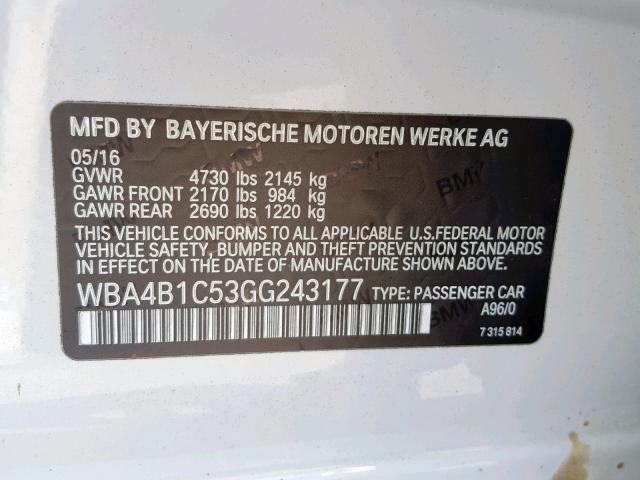 MFD BY BAYERISCHE MOTOREN WERKE AG
05/16
GVWR 4730 lbs 2145 kg
GAWR FRONT 2170 lbs 984 kg
GAWR REAR 2690 lbs 1220 kg
THIS VEHICLE CONFORMS TO ALL APPLICABLE U.S.FEDERAL MOTOR
VEHICLE SAFETY, BUMPER AND THEFT PREVENTION STANDARDS
IN EFFECT ON THE DATE OF MANUFACTURE SHOWN ABOVE.
WBA4B1C53GG243177 TYPE: PASSENGER CAR
A96/0
7 315 814
BMW
BMW